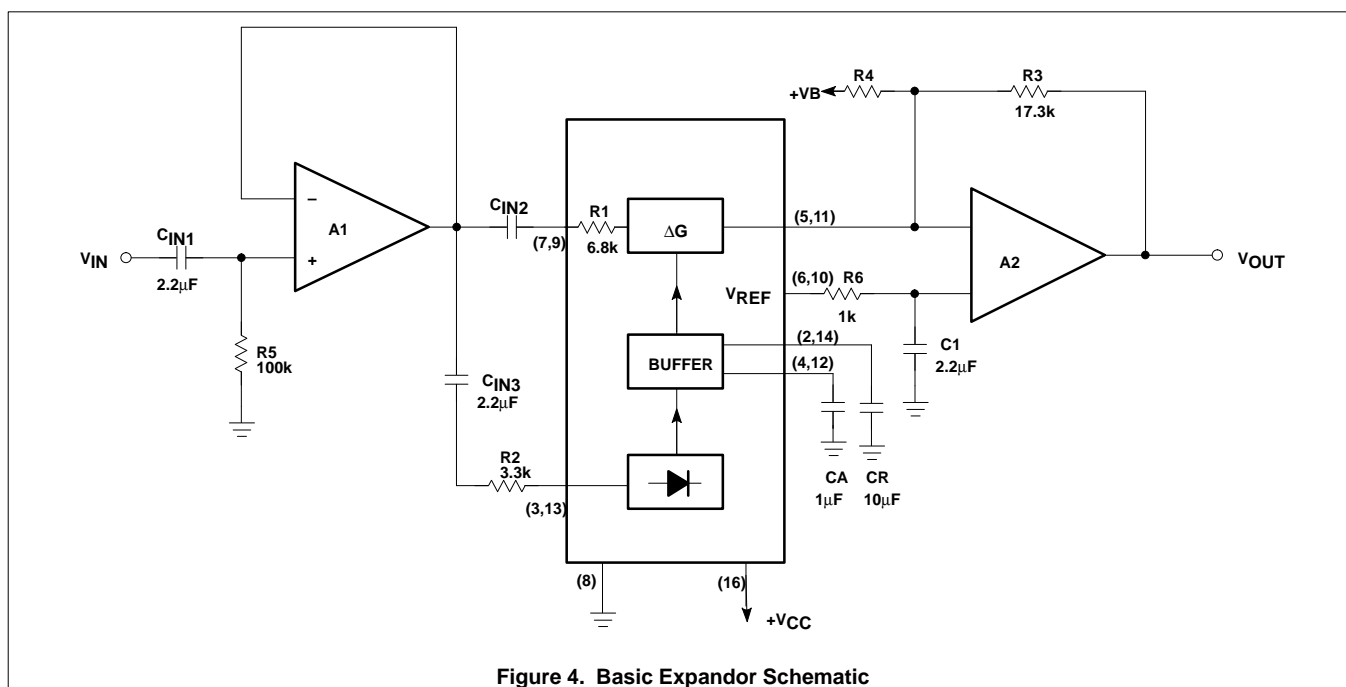 R4
R3
+VB
17.3k
−
A1
+
CIN1
VIN
2.2µF
R5
100k
CIN2
(7,9)
R1
6.8k
ΔG
(5,11)
A2
VOUT
VREF
(6,10)
R6
1k
C1
2.2µF
BUFFER
(2,14)
(4,12)
CIN3
2.2µF
R2
3.3k
(3,13)
CA
1µF
CR
10µF
(8)
(16)
+VCC
Figure 4. Basic Expandor Schematic